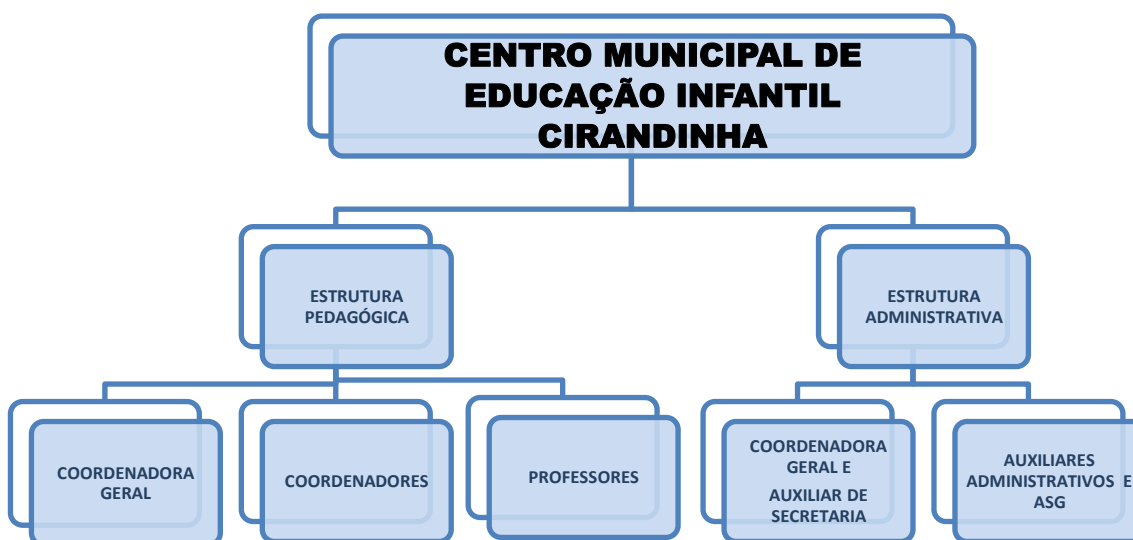 CENTRO MUNICIPAL DE
EDUCAÇÃO INFANTIL
CIRANDINHA
ESTRUTURA
PEDAGÓGICA
ESTRUTURA
ADMINISTRATIVA
COORDENADORA
GERAL
COORDENADORES
PROFESSORES
COORDENADORA
GERAL E
AUXILIAR DE
SECRETARIA
AUXILIARES
ADMINISTRATIVOS E
ASG